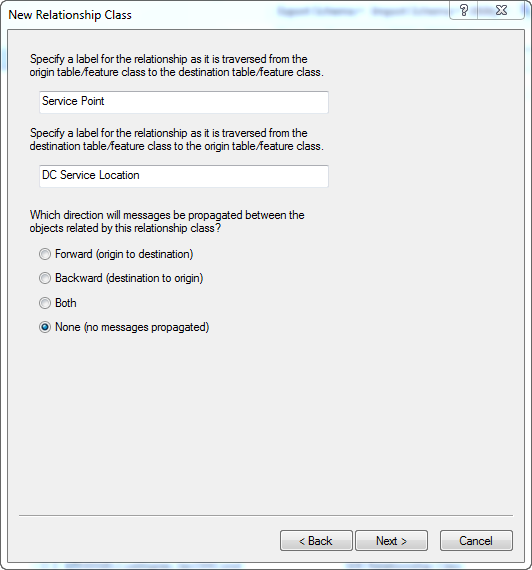 New Relationship Class
Specify a label for the relationship as it is traversed from the
origin table/feature class to the destination table/feature class.
Service Point
Specify a label for the relationship as it is traversed from the
destination table/feature class to the origin table/feature class.
DC Service Location
Which direction will messages be propagated between the
objects related by this relationship class?
Forward (origin to destination)
Backward (destination to origin)
Both
None (no messages propagated)
< Back
Next >
Cancel